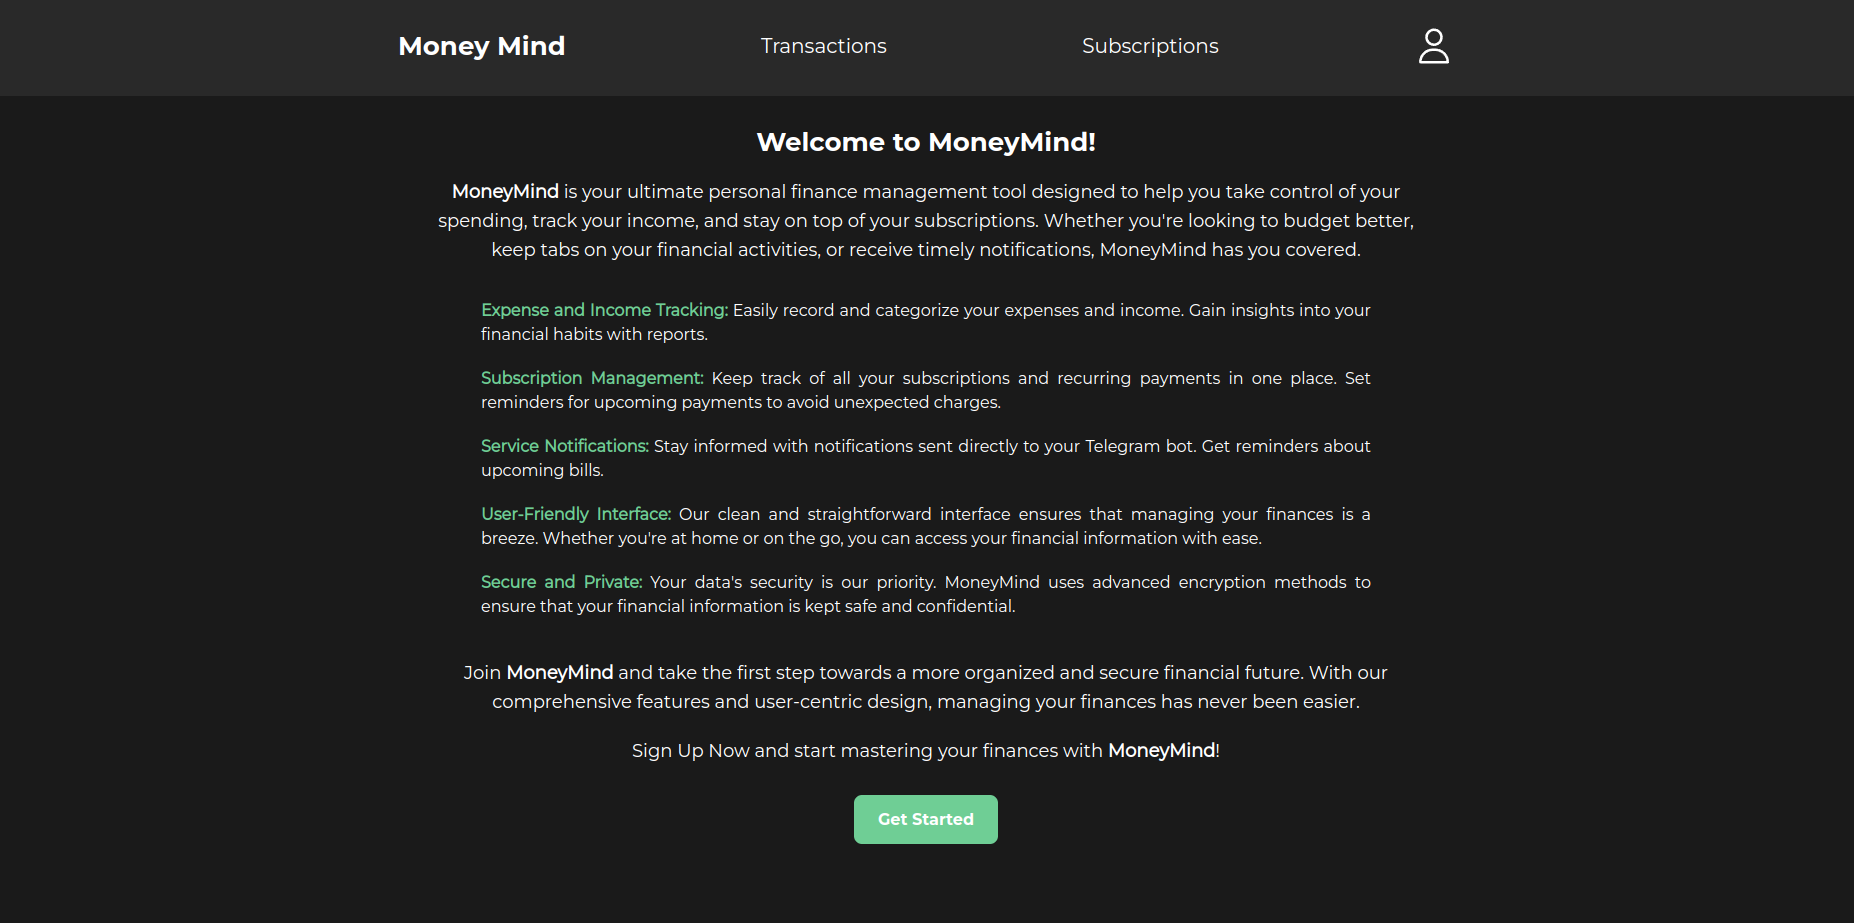 Money Mind
Transactions
Subscriptions
Welcome to MoneyMind!
MoneyMind is your ultimate personal finance management tool designed to help you take control of your
spending, track your income, and stay on top of your subscriptions. Whether you're looking to budget better,
keep tabs on your financial activities, or receive timely notifications, MoneyMind has you covered.
Expense and Income Tracking: Easily record and categorize your expenses and income. Gain insights into your
financial habits with reports.
Subscription Management: Keep track of all your subscriptions and recurring payments in one place. Set
reminders for upcoming payments to avoid unexpected charges.
Service Notifications: Stay informed with notifications sent directly to your Telegram bot. Get reminders about
upcoming bills.
User-Friendly Interface: Our clean and straightforward interface ensures that managing your finances is a
breeze. Whether you're at home or on the go, you can access your financial information with ease.
Secure and Private: Your data's security is our priority. MoneyMind uses advanced encryption methods to
ensure that your financial information is kept safe and confidential.
Join MoneyMind and take the first step towards a more organized and secure financial future. With our
comprehensive features and user-centric design, managing your finances has never been easier.
Sign Up Now and start mastering your finances with MoneyMind!
Get Started